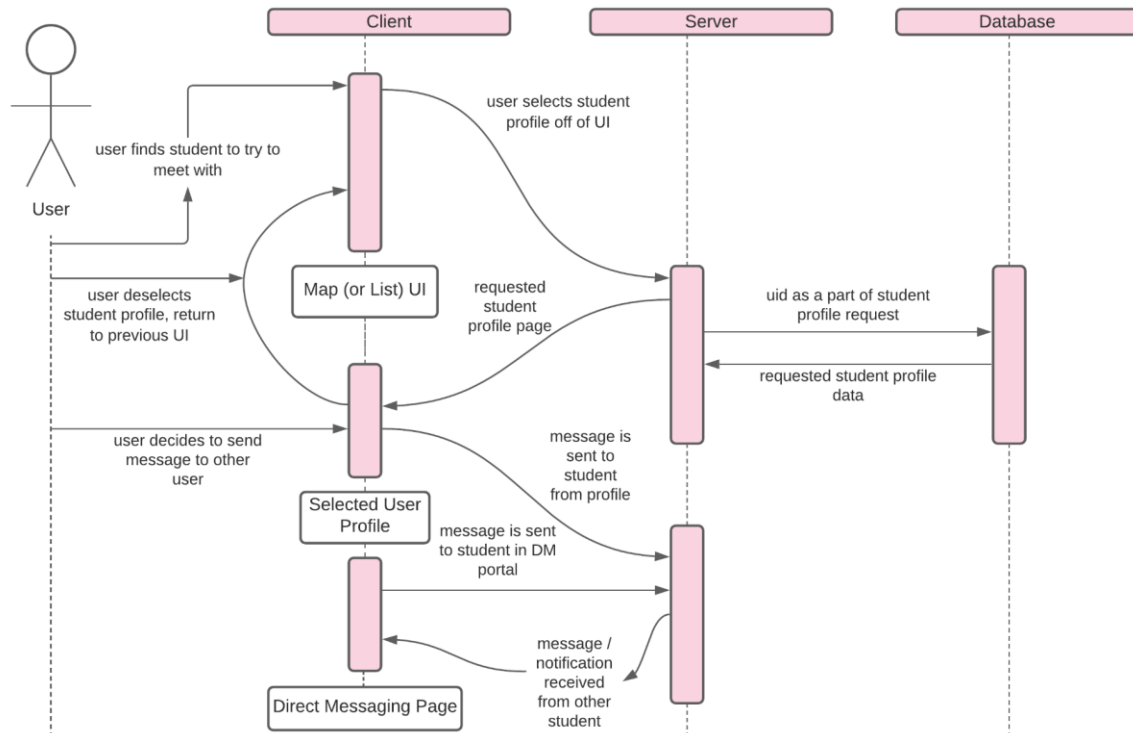 Client
Server
Database
user selects student
profile off of UI
user finds student to try to
meet with
User
Map (or List) UI
requested
student
profile page
uid as a part of student
profile request
user deselects
student profile, return
to previous UI
requested student profile
data
user decides to send
message to other
user
message is
sent to
student
from profile
Selected User
Profile
message is sent
to student in DM
portal
message /
notification
received
from other
student
Direct Messaging Page